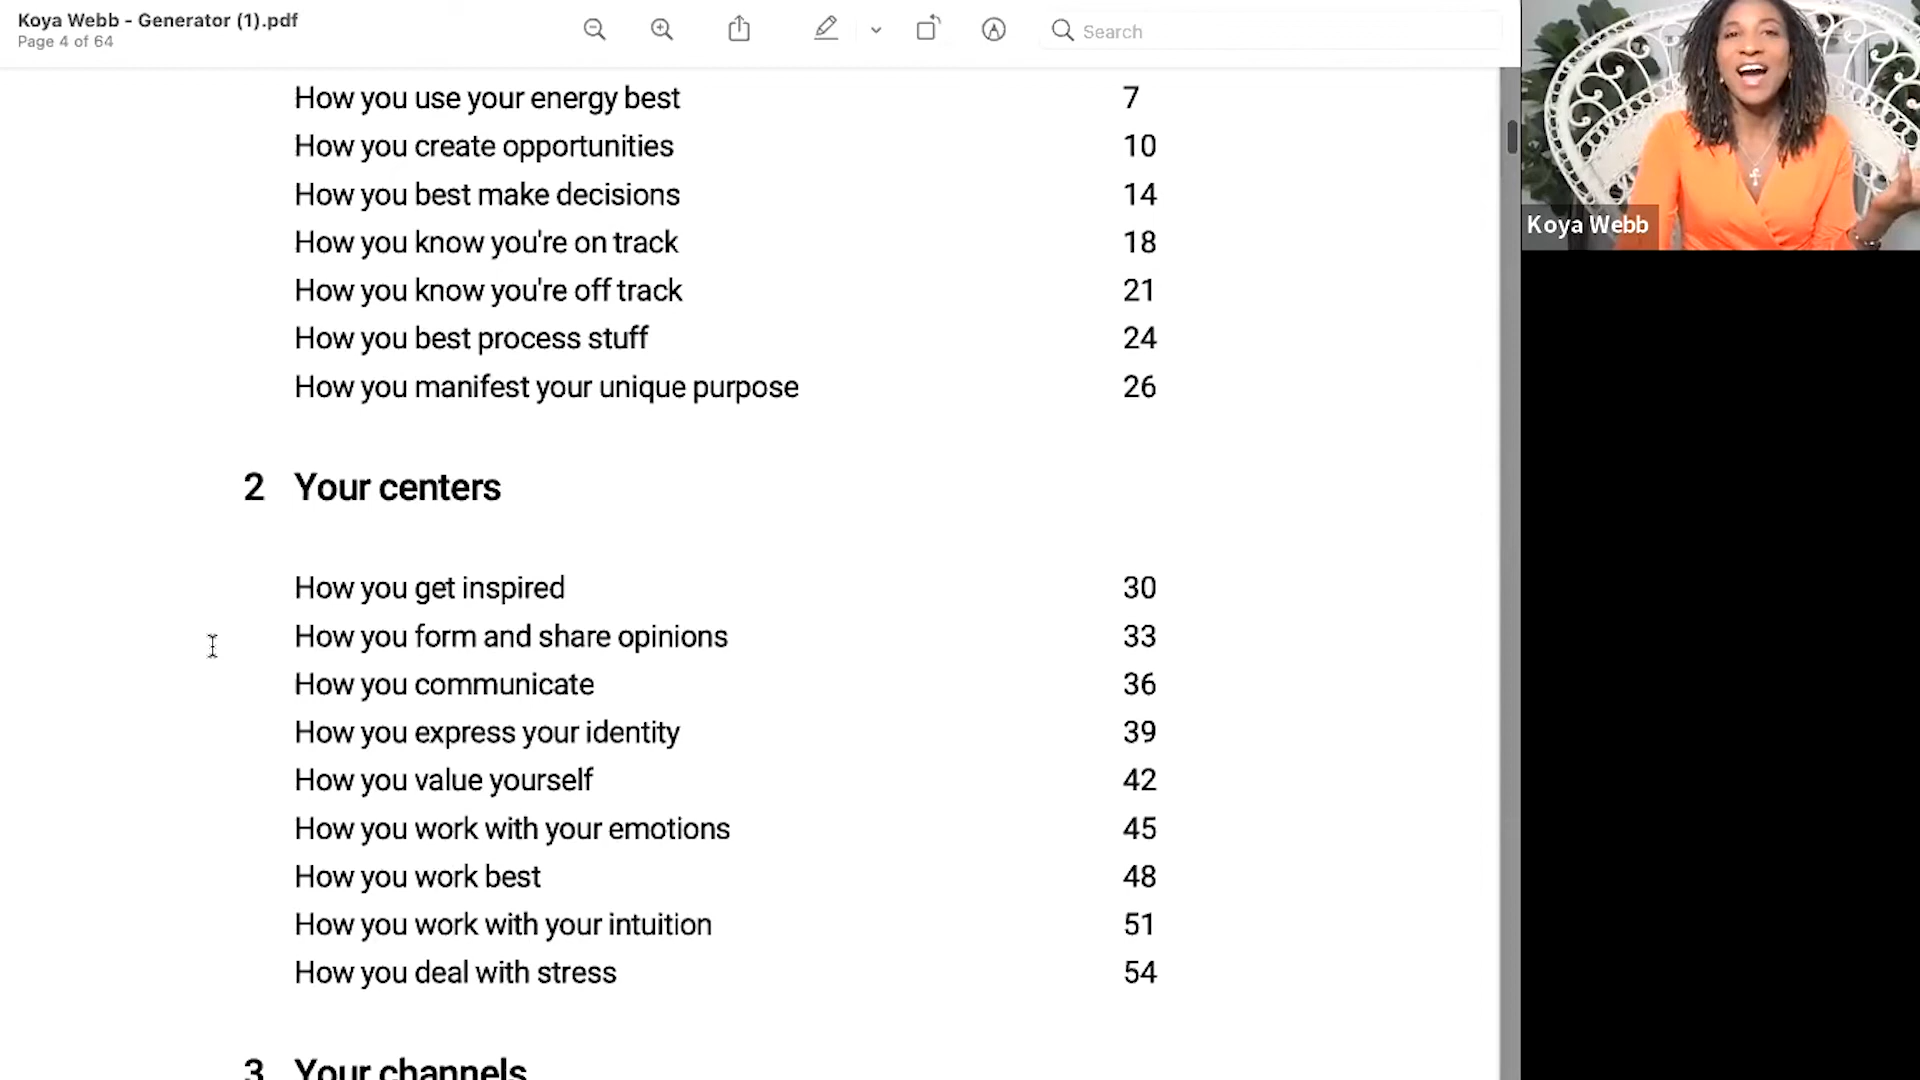 Koya Webb - Generator (1).pdf
Page 4 of 64
Search
How you use your energy best 7
How you create opportunities 10
How you best make decisions 14
How you know you're on track 18
How you know you're off track 21
How you best process stuff 24
How you manifest your unique purpose 26
2 Your centers
How you get inspired 30
How you form and share opinions 33
How you communicate 36
How you express your identity 39
How you value yourself 42
How you work with your emotions 45
How you work best 48
How you work with your intuition 51
How you deal with stress 54
3 Your channels
Koya Webb